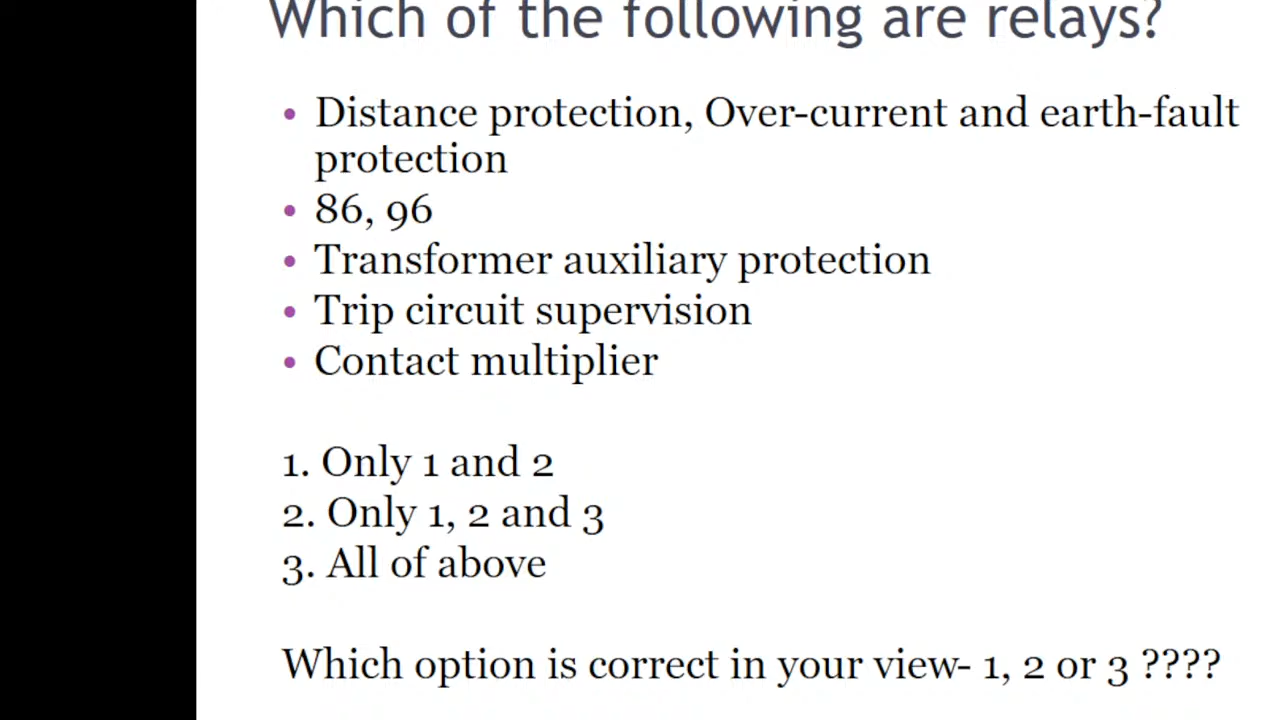 Which of the following are relays?
• Distance protection, Over-current and earth-fault
protection
• 86, 96
• Transformer auxiliary protection
• Trip circuit supervision
• Contact multiplier
1. Only 1 and 2
2. Only 1, 2 and 3
3. All of above
Which option is correct in your view- 1, 2 or 3 ????